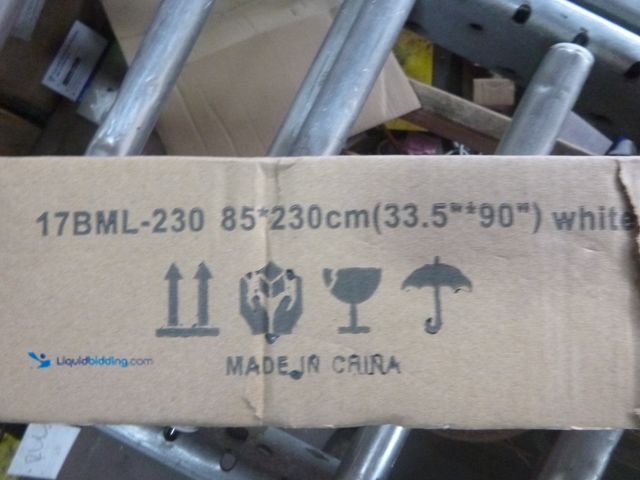 17BML-230 85*230cm(33.5"*90") white
Liquidbidding.com
MADE IN CHINA